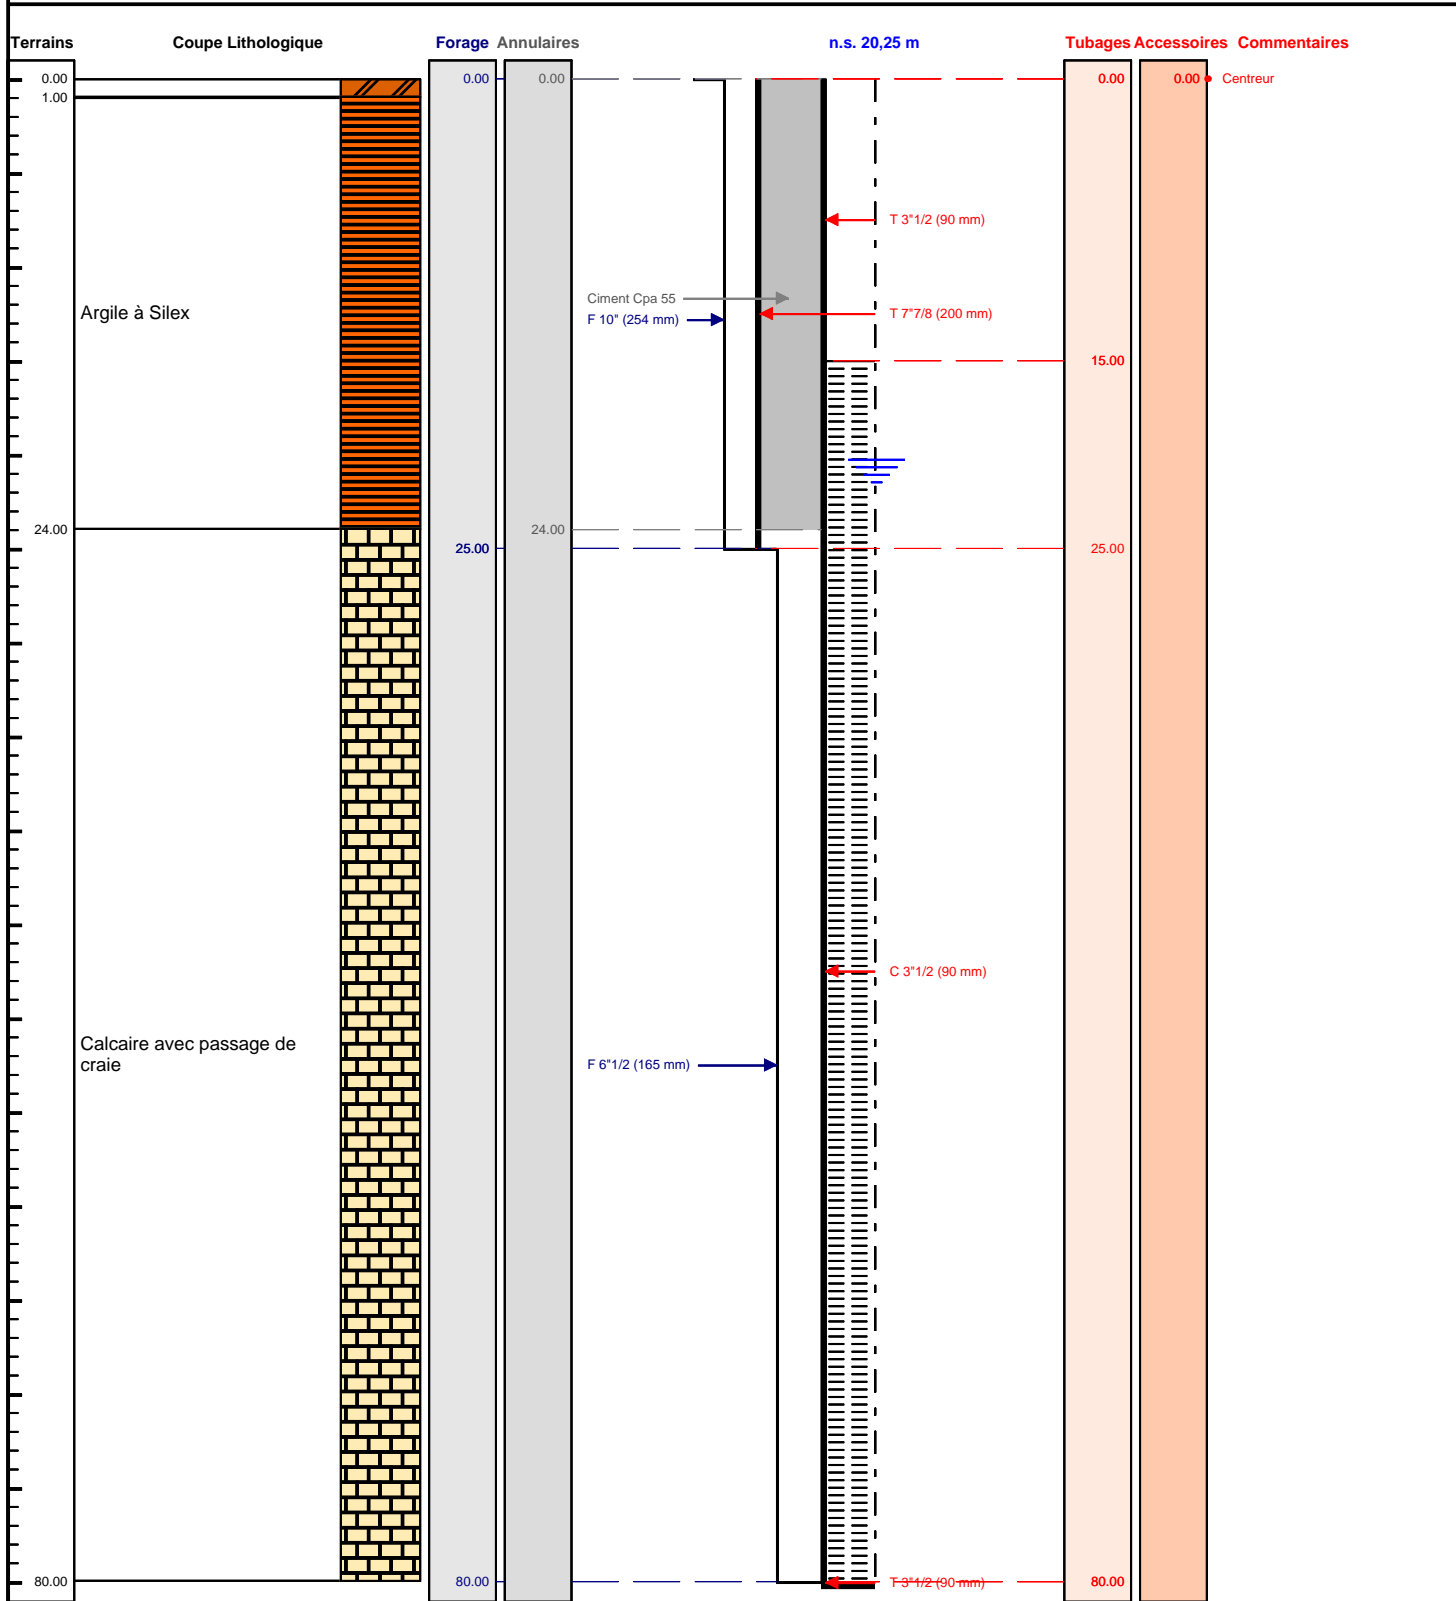 Terrains Coupe Lithologique Forage Annulaires n.s. 20,25 m Tubages Accessoires Commentaires
0.00 0.00 0.00 0.00 0.00 Centreur
1.00
T 3"1/2 (90 mm)
Ciment Cpa 55
Argile à Silex F 10" (254 mm) T 7"7/8 (200 mm)
15.00
24.00 24.00
25.00 25.00
C 3"1/2 (90 mm)
Calcaire avec passage de
craie
F 6"1/2 (165 mm)
80.00 80.00 T 3"1/2 (90 mm) 80.00